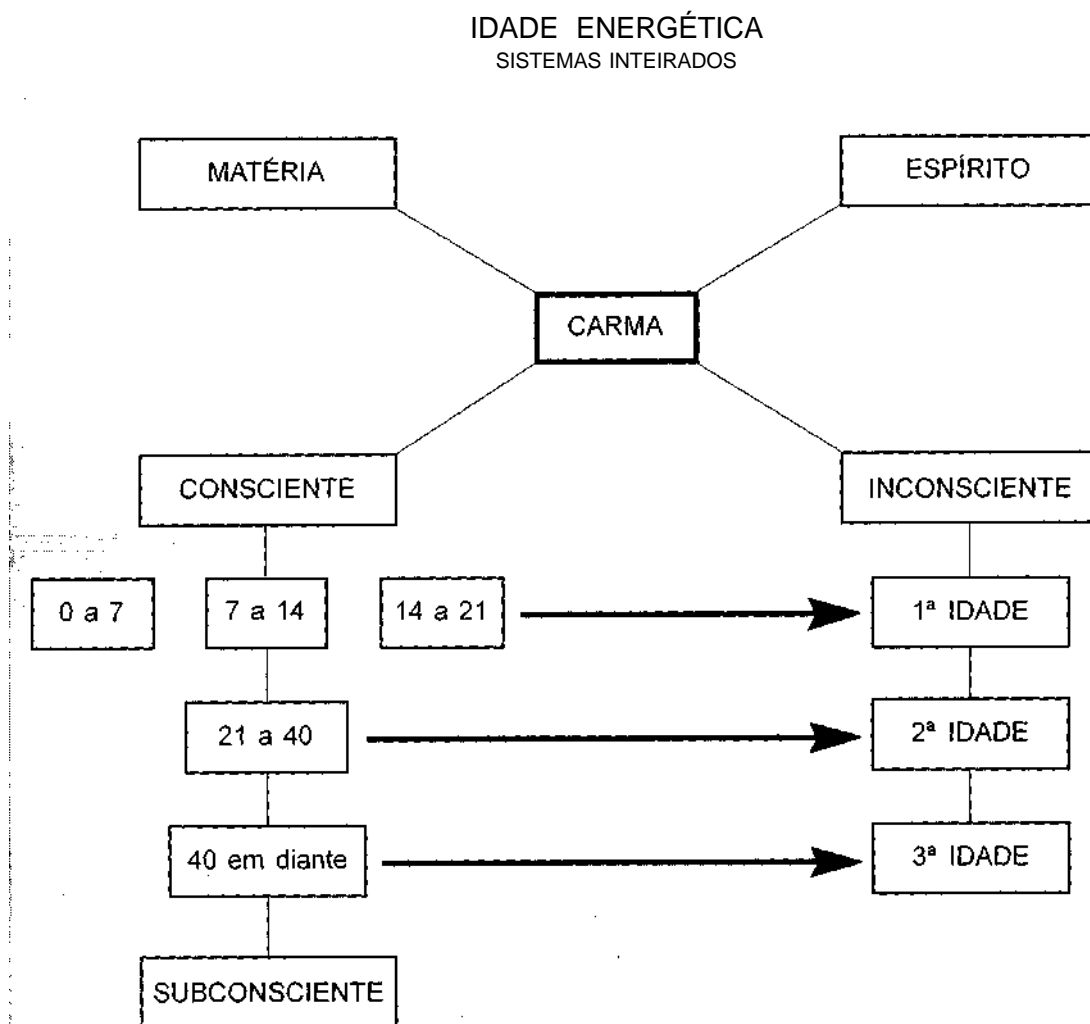 IDADE ENERGÉTICA
SISTEMAS INTEIRADOS
MATÉRIA
ESPÍRITO
CARMA
CONSCIENTE
INCONSCIENTE
0 a 7
7 a 14
14 a 21
1ª IDADE
21 a 40
2ª IDADE
40 em diante
3ª IDADE
SUBCONSCIENTE